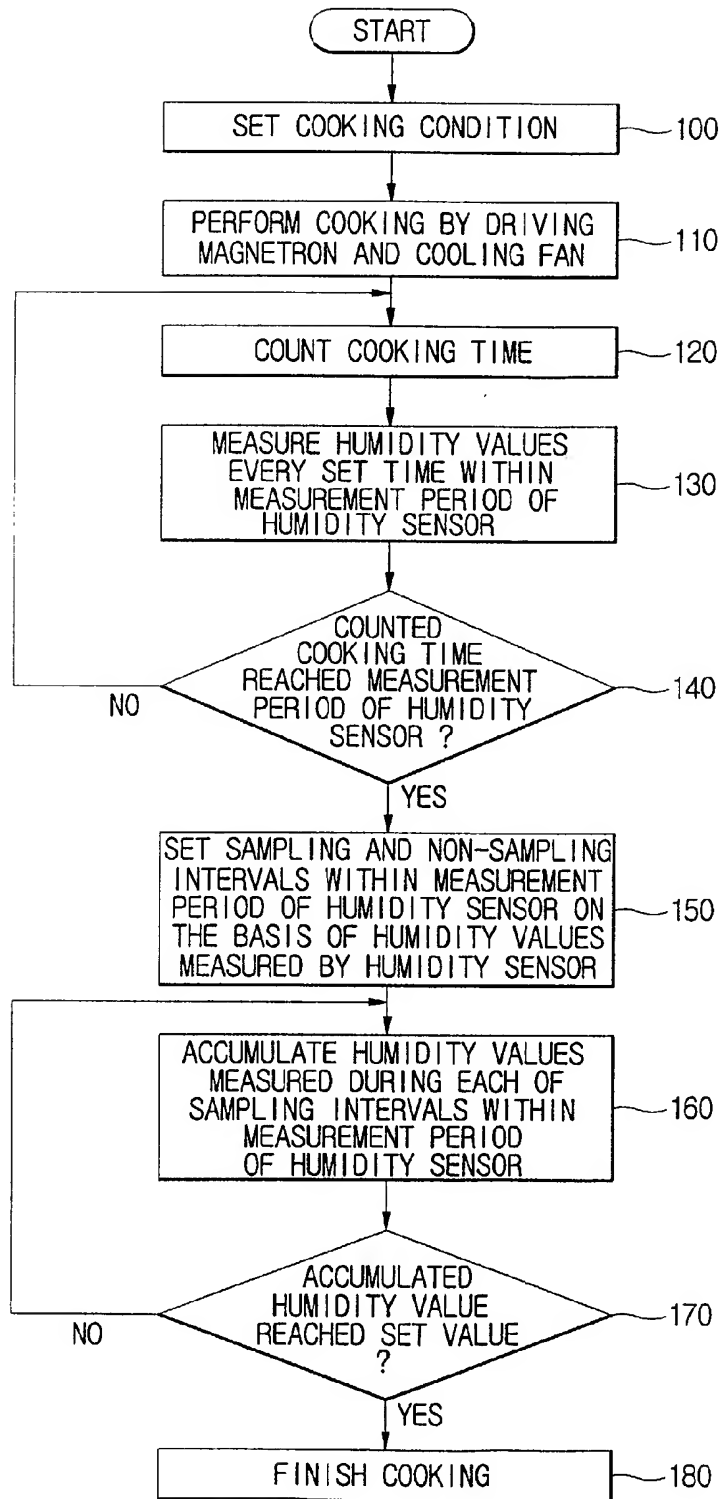 START
SET COOKING CONDITION
100
PERFORM COOKING BY DRIVING
MAGNETRON AND COOLING FAN
110
COUNT COOKING TIME
120
MEASURE HUMIDITY VALUES
EVERY SET TIME WITHIN
MEASUREMENT PERIOD OF
HUMIDITY SENSOR
130
COUNTED
COOKING TIME
REACHED MEASUREMENT
PERIOD OF HUMIDITY
SENSOR ?
140
NO
YES
SET SAMPLING AND NON-SAMPLING
INTERVALS WITHIN MEASUREMENT
PERIOD OF HUMIDITY SENSOR ON
THE BASIS OF HUMIDITY VALUES
MEASURED BY HUMIDITY SENSOR
150
ACCUMULATE HUMIDITY VALUES
MEASURED DURING EACH OF
SAMPLING INTERVALS WITHIN
MEASUREMENT PERIOD
OF HUMIDITY SENSOR
160
ACCUMULATED
HUMIDITY VALUE
REACHED SET VALUE
?
170
NO
YES
FINISH COOKING
180